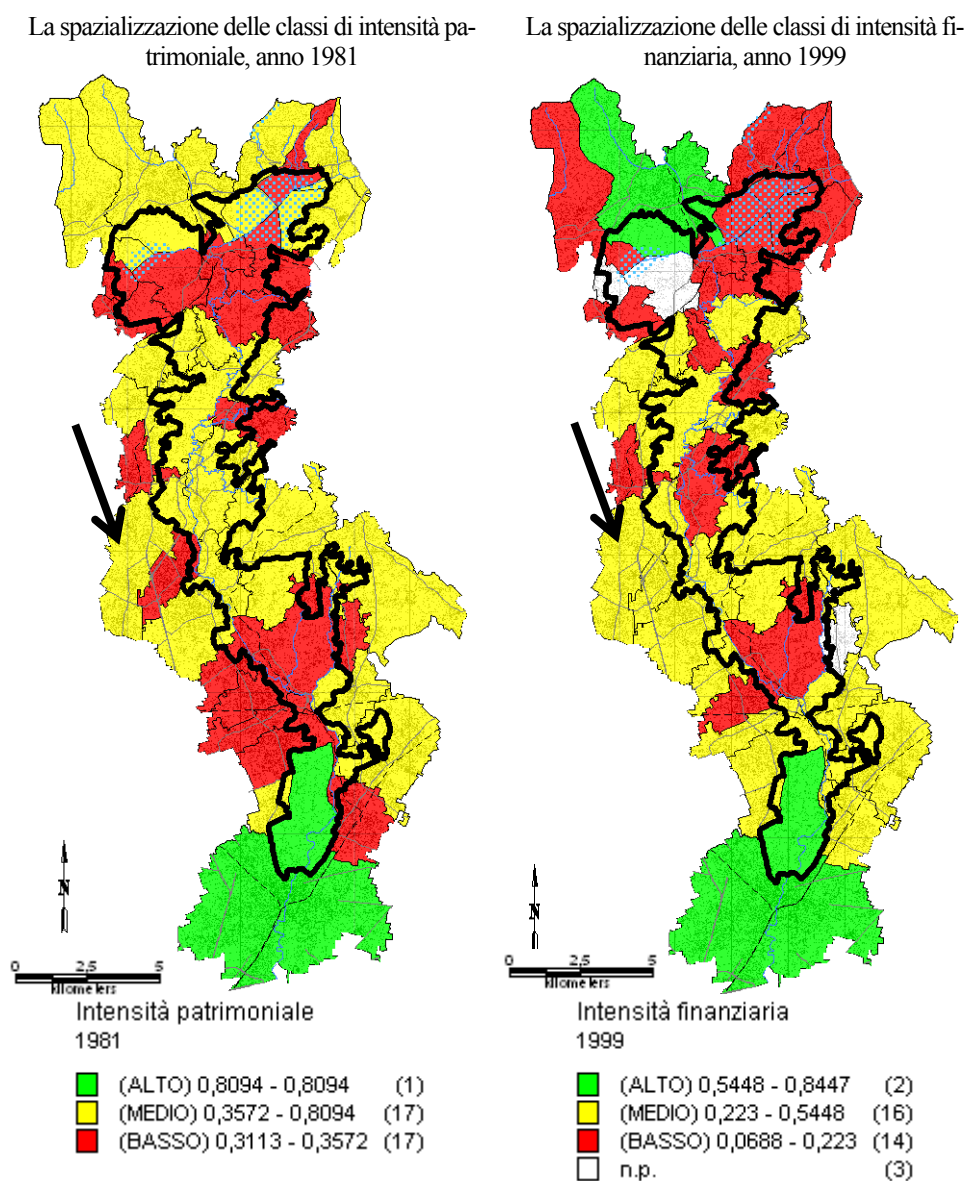 La spazializzazione delle classi di intensità pa-
trimoniale, anno 1981
La spazializzazione delle classi di intensità fi-
nanziaria, anno 1999
N
0 2,5 5
kilometers
Intensità patrimoniale
1981
(ALTO) 0,8094 - 0,8094 (1)
(MEDIO) 0,3572 - 0,8094 (17)
(BASSO) 0,3113 - 0,3572 (17)
N
0 2,5 5
kilometers
Intensità finanziaria
1999
(ALTO) 0,5448 - 0,8447 (2)
(MEDIO) 0,223 - 0,5448 (16)
(BASSO) 0,0688 - 0,223 (14)
n.p. (3)